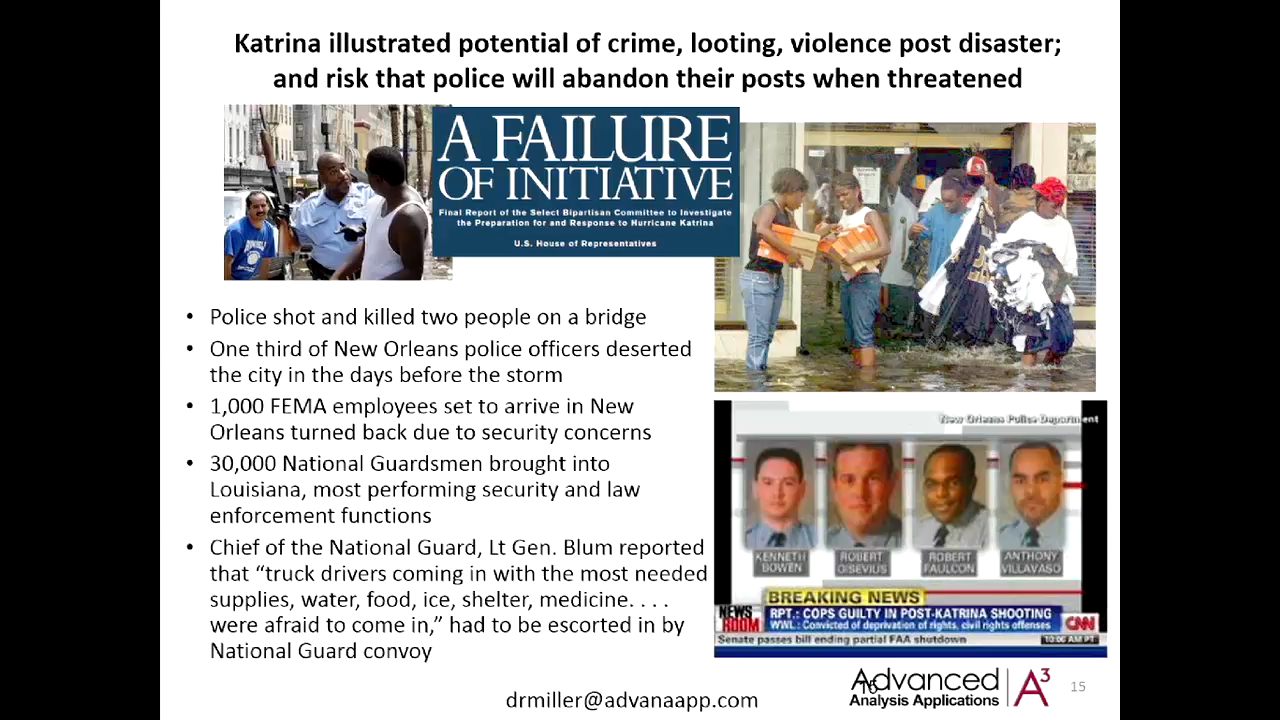 Katrina illustrated potential of crime, looting, violence post disaster;
and risk that police will abandon their posts when threatened
A FAILURE
OF INITIATIVE
Final Report of the Select Bipartisan Committee to Investigate
the Preparation for and Response to Hurricane Katrina
U.S. House of Representatives
• Police shot and killed two people on a bridge
• One third of New Orleans police officers deserted
the city in the days before the storm
• 1,000 FEMA employees set to arrive in New
Orleans turned back due to security concerns
• 30,000 National Guardsmen brought into
Louisiana, most performing security and law
enforcement functions
• Chief of the National Guard, Lt Gen. Blum reported
that “truck drivers coming in with the most needed
supplies, water, food, ice, shelter, medicine. . . .
were afraid to come in,” had to be escorted in by
National Guard convoy
New Orleans Police Department
KENNETH
BOWEN
ROBERT
GISEVIUS
ROBERT
FAULCON
ANTHONY
VILLAVASO
BREAKING NEWS
NEWS
ROOM
RPT.: COPS GUILTY IN POST-KATRINA SHOOTING
WWL: Convicted of deprivation of rights, civil rights offenses
CNN
Senate passes bill ending partial FAA shutdown
10:06 AM PT
drmiller@advanaapp.com
Advanced
Analysis Applications
A3
15
15